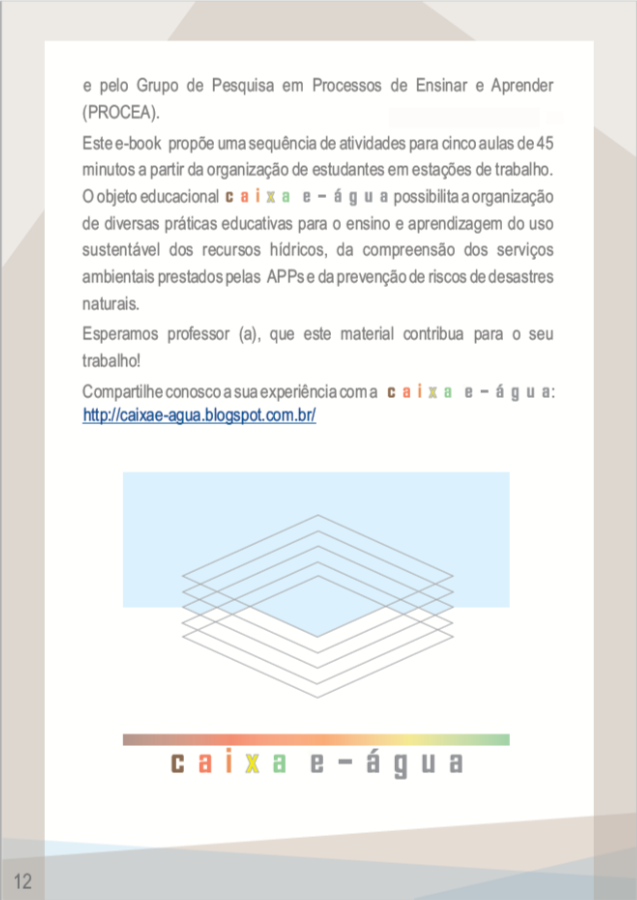 e pelo Grupo de Pesquisa em Processos de Ensinar e Aprender
(PROCEA).
Este e-book propõe uma sequência de atividades para cinco aulas de 45
minutos a partir da organização de estudantes em estações de trabalho.
O objeto educacional caixa e-água possibilita a organização
de diversas práticas educativas para o ensino e aprendizagem do uso
sustentável dos recursos hídricos, da compreensão dos serviços
ambientais prestados pelas APPs e da prevenção de riscos de desastres
naturais.
Esperamos professor (a), que este material contribua para o seu
trabalho!
Compartilhe conosco a sua experiência com a caixa e-água:
http://caixae-agua.blogspot.com.br/
caixa e-água
12